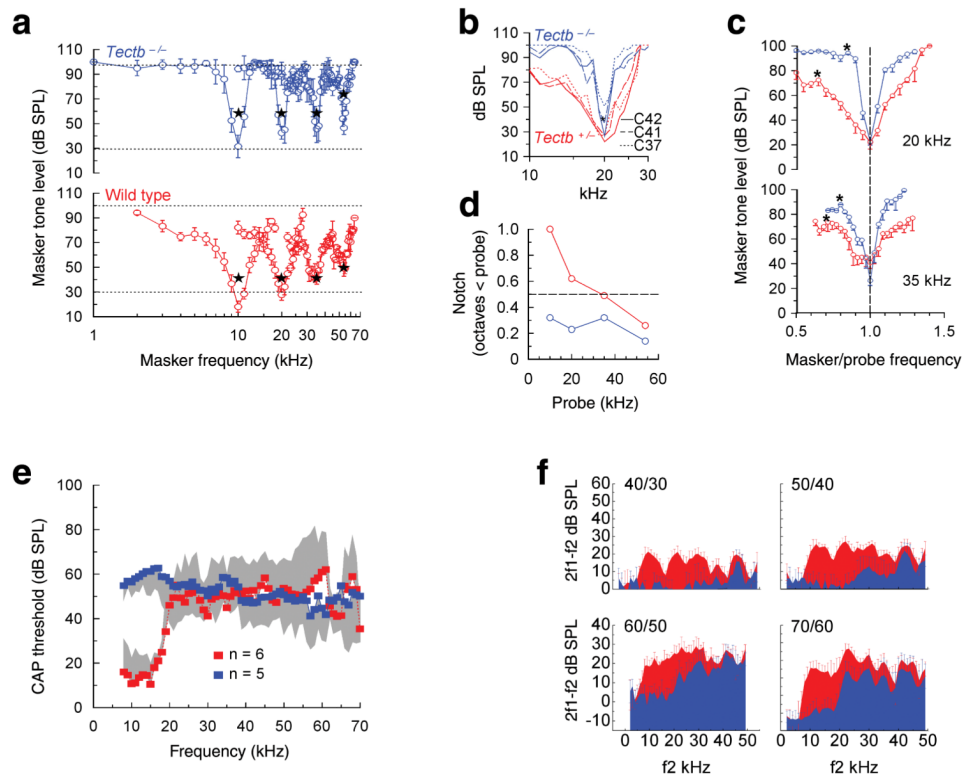 a
Tectb −/−
110
90
70
50
30
10
Wild type
110
90
70
50
30
10
Masker tone level (dB SPL)
1
10
20
30
50
70
Masker frequency (kHz)
b
Tectb −/−
110
90
70
50
30
10
dB SPL
Tectb +/−
C42
C41
C37
10
20
30
kHz
c
100
80
60
40
20
0
20 kHz
100
80
60
40
20
0
35 kHz
Masker tone level (dB SPL)
0.5
1.0
1.5
Masker/probe frequency
d
1.0
0.8
0.6
0.4
0.2
0
Notch
(octaves < probe)
0
20
40
60
Probe (kHz)
e
100
80
60
40
20
0
CAP threshold (dB SPL)
n = 6
n = 5
0 10 20 30 40 50 60 70
Frequency (kHz)
f
40/30
50/40
60
50
40
30
20
10
0
2f1-f2 dB SPL
60/50
70/60
40
30
20
10
0
-10
2f1-f2 dB SPL
0 10 20 30 40 50
0 10 20 30 40 50
f2 kHz
f2 kHz